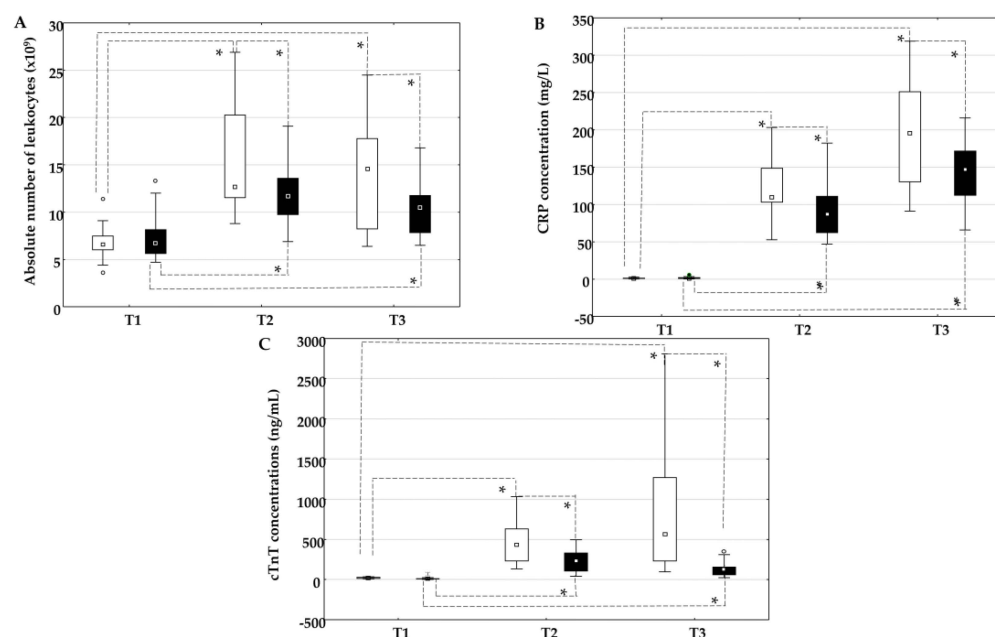 A
Absolute number of leukocytes (x10⁹)
30
25
20
15
10
5
0
*
*
*
*
*
*
T1
T2
T3
B
CRP concentration (mg/L)
350
300
250
200
150
100
50
0
-50
*
*
*
*
*
*
T1
T2
T3
C
cTnT concentrations (ng/mL)
3000
2500
2000
1500
1000
500
0
-500
*
*
*
*
*
*
T1
T2
T3